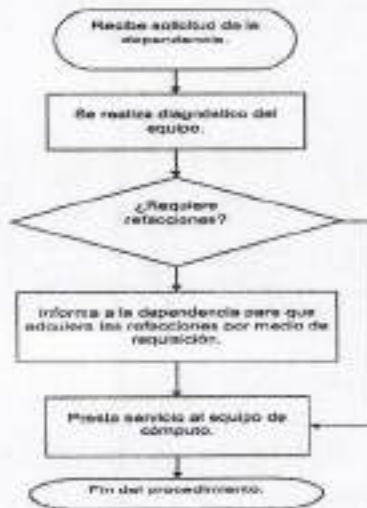 Recibe solicitud de la
dependencia.
Se realiza diagnóstico del
equipo.
¿Requiere
refacciones?
Informa a la dependencia para que
adquiera las refacciones por medio de
requisición.
Presta servicio al equipo de
cómputo.
Fin del procedimiento.